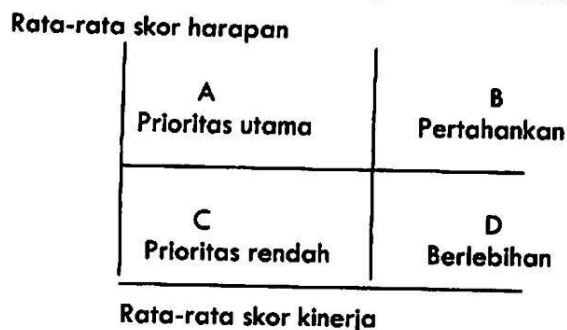 Rata-rata skor harapan
A
Prioritas utama
B
Pertahankan
C
Prioritas rendah
D
Berlebihan
Rata-rata skor kinerja